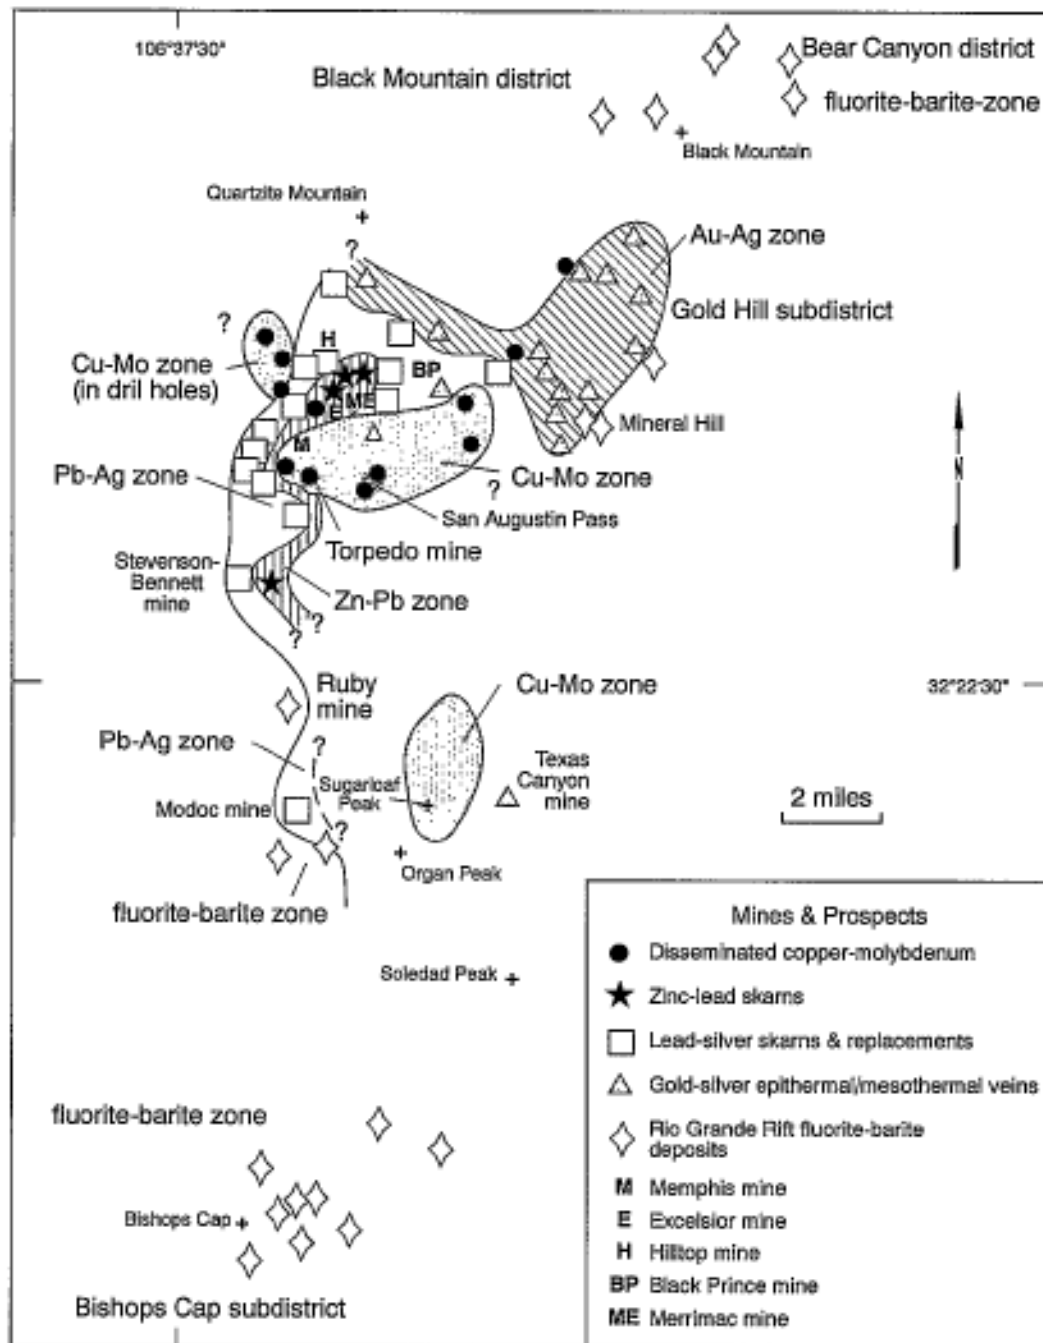 106°37'30"
Black Mountain district
Bear Canyon district
fluorite-barite-zone
Black Mountain
Quartzite Mountain
?
Au-Ag zone
Gold Hill subdistrict
?
H
Cu-Mo zone
(in dril holes)
BP
ME
E
Mineral Hill
M
Pb-Ag zone
Cu-Mo zone
?
N
San Augustin Pass
Torpedo mine
Stevenson-
Bennett
mine
Zn-Pb zone
?
?
Ruby
mine
Cu-Mo zone
32°22'30"
Pb-Ag zone
?
Sugarloaf
Peak
Texas
Canyon
mine
2 miles
Modoc mine
?
Organ Peak
fluorite-barite zone
Soledad Peak
fluorite-barite zone
Bishops Cap
Bishops Cap subdistrict
Mines & Prospects
Disseminated copper-molybdenum
Zinc-lead skarns
Lead-silver skarns & replacements
Gold-silver epithermal/mesothermal veins
Rio Grande Rift fluorite-barite
deposits
M Memphis mine
E Excelsior mine
H Hilltop mine
BP Black Prince mine
ME Merrimac mine